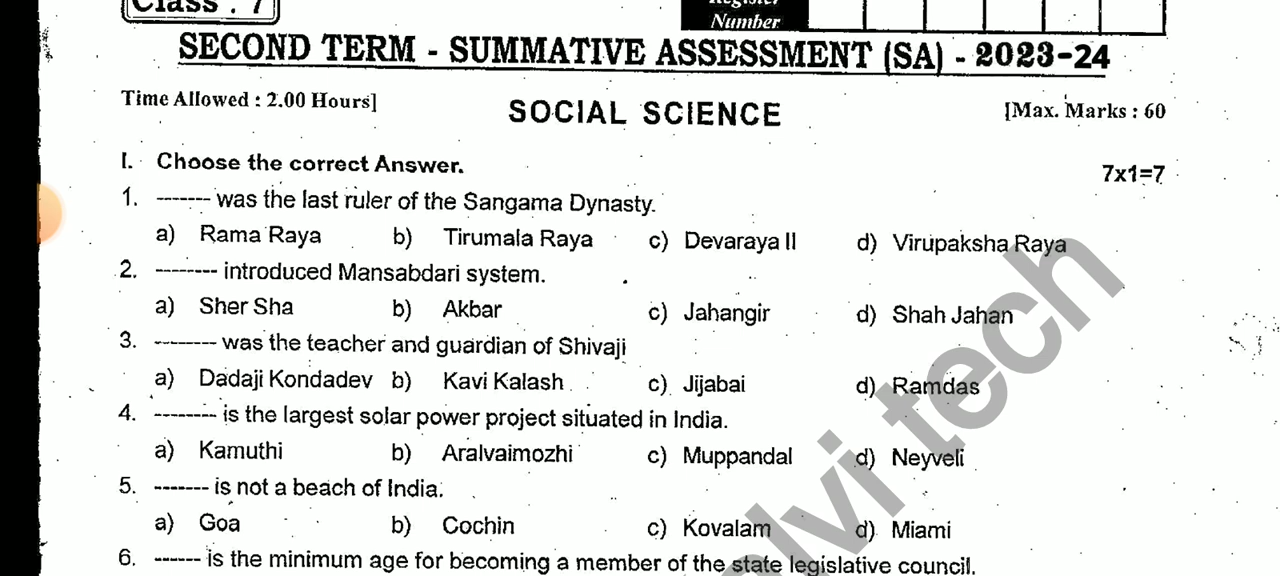 Class : 7
Register
Number
SECOND TERM - SUMMATIVE ASSESSMENT (SA) - 2023-24
Time Allowed : 2.00 Hours]
SOCIAL SCIENCE
[Max. Marks : 60
I. Choose the correct Answer.
7x1=7
1. ------- was the last ruler of the Sangama Dynasty.
a) Rama Raya b) Tirumala Raya c) Devaraya II d) Virupaksha Raya
2. -------- introduced Mansabdari system.
a) Sher Sha b) Akbar c) Jahangir d) Shah Jahan
3. -------- was the teacher and guardian of Shivaji
a) Dadaji Kondadev b) Kavi Kalash c) Jijabai d) Ramdas
4. -------- is the largest solar power project situated in India.
a) Kamuthi b) Aralvaimozhi c) Muppandal d) Neyveli
5. ------- is not a beach of India.
a) Goa b) Cochin c) Kovalam d) Miami
6. ------ is the minimum age for becoming a member of the state legislative council.
alvi tech